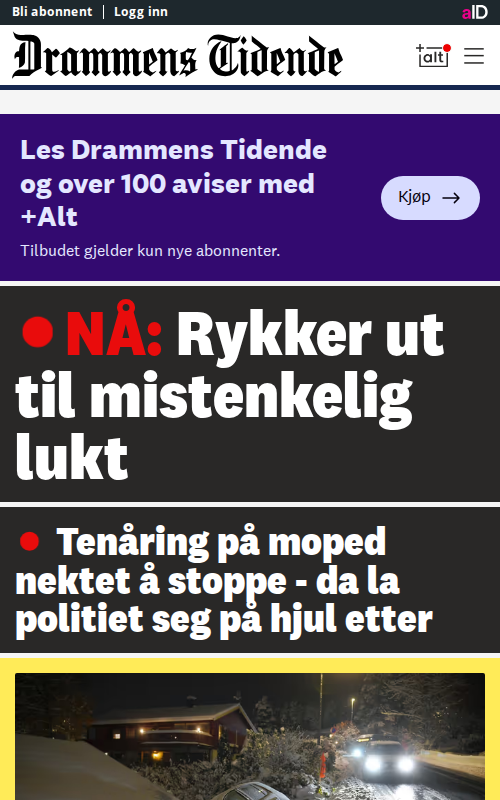 Bli abonnent | Logg inn
aID
Drammens Tidende
+alt
Les Drammens Tidende
og over 100 aviser med
+Alt
Kjøp →
Tilbudet gjelder kun nye abonnenter.
NÅ: Rykker ut
til mistenkelig
lukt
Tenåring på moped
nektet å stoppe - da la
politiet seg på hjul etter